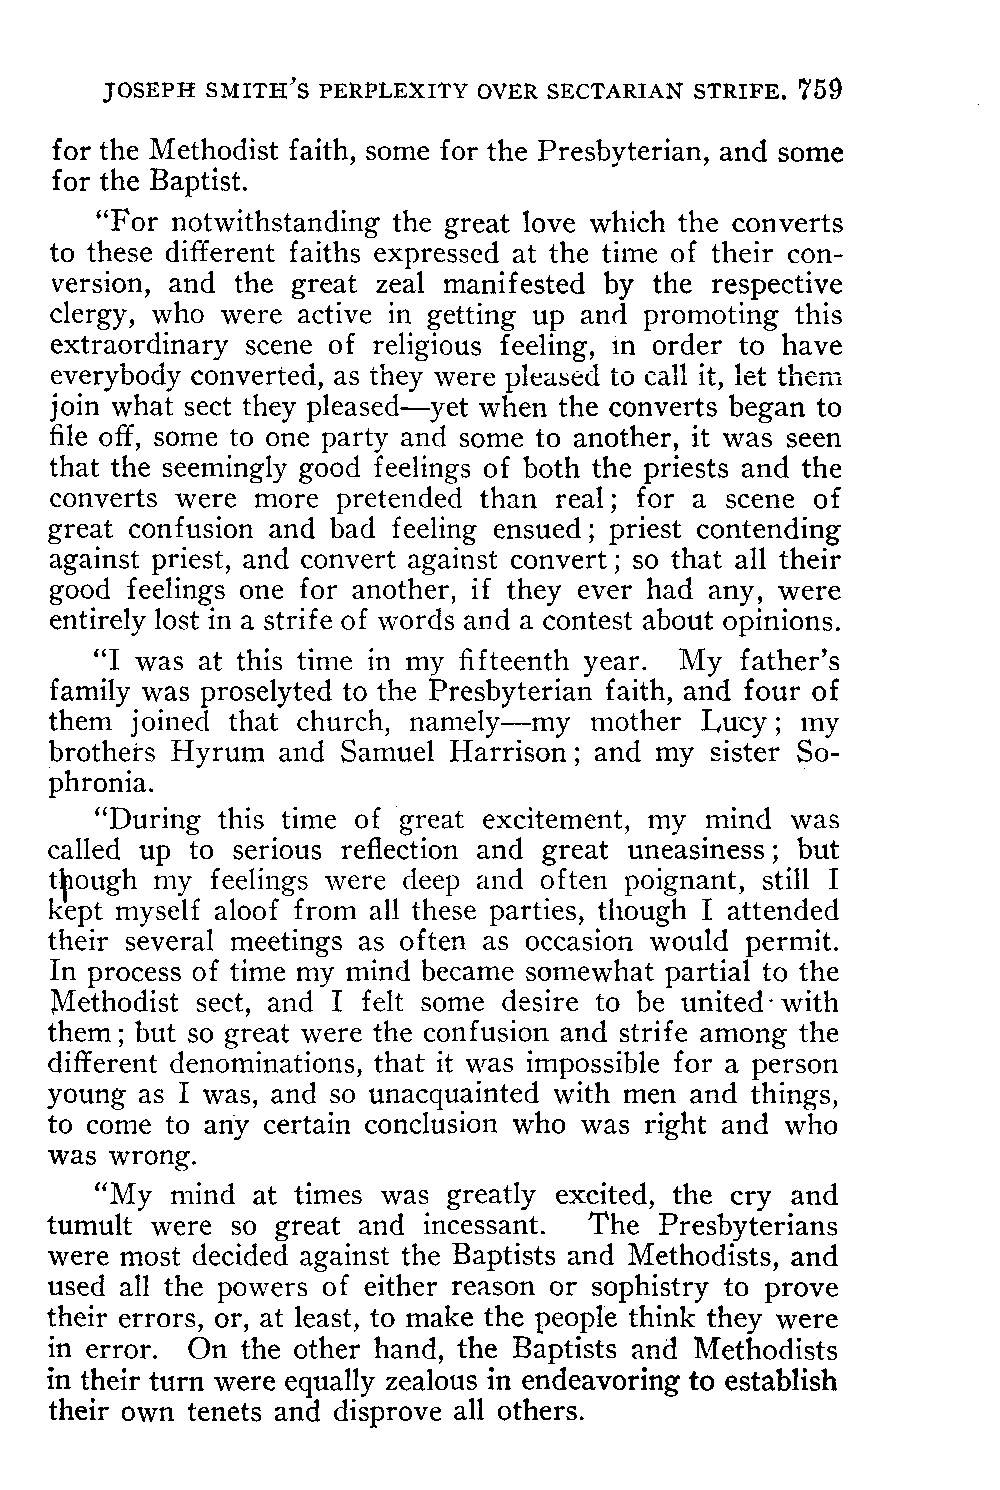 JOSEPH SMITH'S PERPLEXITY OVER SECTARIAN STRIFE. 759
for the Methodist faith, some for the Presbyterian, and some
for the Baptist.
"For notwithstanding the great love which the converts
to these different faiths expressed at the time of their con-
version, and the great zeal manifested by the respective
clergy, who were active in getting up and promoting this
extraordinary scene of religious feeling, in order to have
everybody converted, as they were pleased to call it, let them
join what sect they pleased—yet when the converts began to
file off, some to one party and some to another, it was seen
that the seemingly good feelings of both the priests and the
converts were more pretended than real; for a scene of
great confusion and bad feeling ensued; priest contending
against priest, and convert against convert; so that all their
good feelings one for another, if they ever had any, were
entirely lost in a strife of words and a contest about opinions.
"I was at this time in my fifteenth year. My father's
family was proselyted to the Presbyterian faith, and four of
them joined that church, namely—my mother Lucy; my
brothers Hyrum and Samuel Harrison; and my sister So-
phronia.
"During this time of great excitement, my mind was
called up to serious reflection and great uneasiness; but
though my feelings were deep and often poignant, still I
kept myself aloof from all these parties, though I attended
their several meetings as often as occasion would permit.
In process of time my mind became somewhat partial to the
Methodist sect, and I felt some desire to be united with
them; but so great were the confusion and strife among the
different denominations, that it was impossible for a person
young as I was, and so unacquainted with men and things,
to come to any certain conclusion who was right and who
was wrong.
"My mind at times was greatly excited, the cry and
tumult were so great and incessant. The Presbyterians
were most decided against the Baptists and Methodists, and
used all the powers of either reason or sophistry to prove
their errors, or, at least, to make the people think they were
in error. On the other hand, the Baptists and Methodists
in their turn were equally zealous in endeavoring to establish
their own tenets and disprove all others.